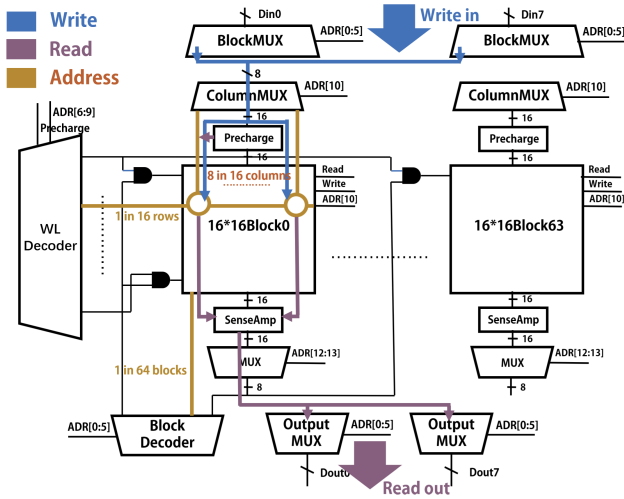 Write
Read
Address
Din0
Din7
Write in
BlockMUX
ADR[0:5]
BlockMUX
ADR[0:5]
8
ColumnMUX
ADR[10]
ColumnMUX
ADR[10]
ADR[6:9]
Precharge
16
16
Precharge
Precharge
16
16
8 in 16 columns
Read
Write
ADR[10]
Read
Write
ADR[10]
WL
Decoder
1 in 16 rows
16*16Block0
16*16Block63
16
16
SenseAmp
SenseAmp
16
16
MUX
ADR[12:13]
MUX
ADR[12:13]
1 in 64 blocks
8
8
ADR[0:5]
Block
Decoder
Output
MUX
ADR[0:5]
Output
MUX
ADR[0:5]
Dout0
Dout7
Read out